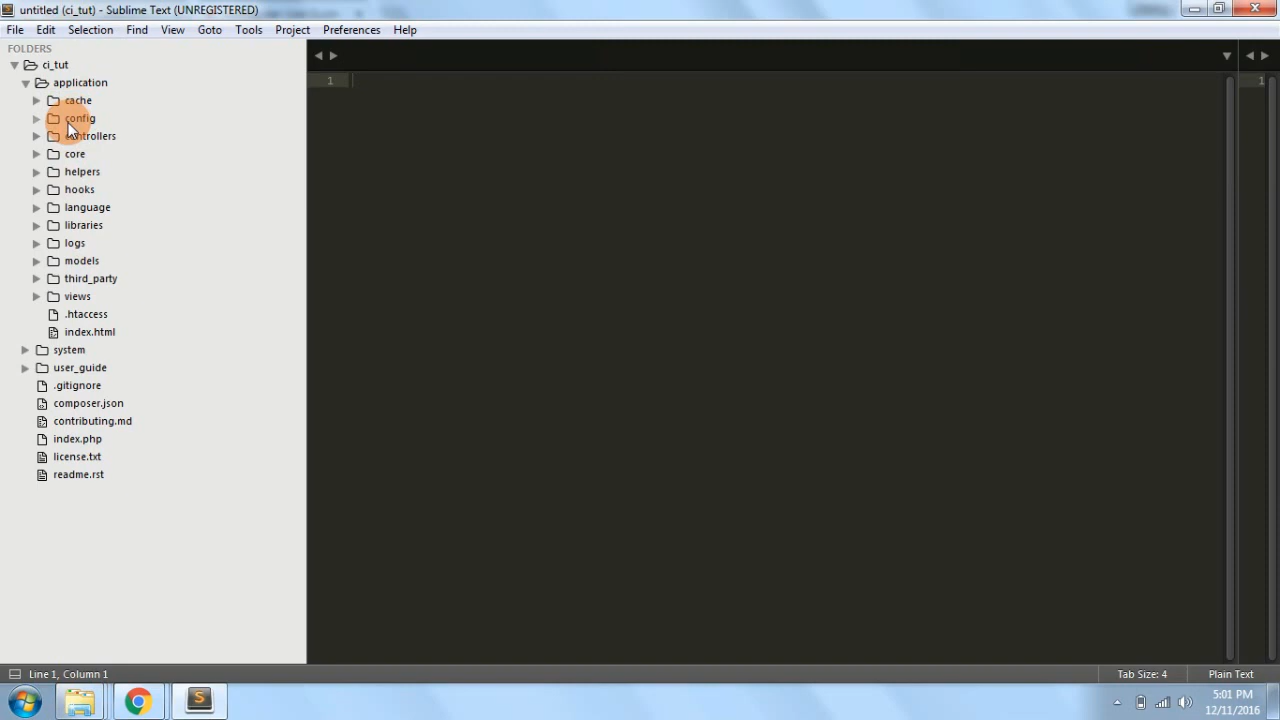 untitled (ci_tut) - Sublime Text (UNREGISTERED)
File Edit Selection Find View Goto Tools Project Preferences Help
FOLDERS
ci_tut
application
cache
config
controllers
core
helpers
hooks
language
libraries
logs
models
third_party
views
.htaccess
index.html
system
user_guide
.gitignore
composer.json
contributing.md
index.php
license.txt
readme.rst
1
1
Line 1, Column 1
Tab Size: 4
Plain Text
5:01 PM
12/11/2016